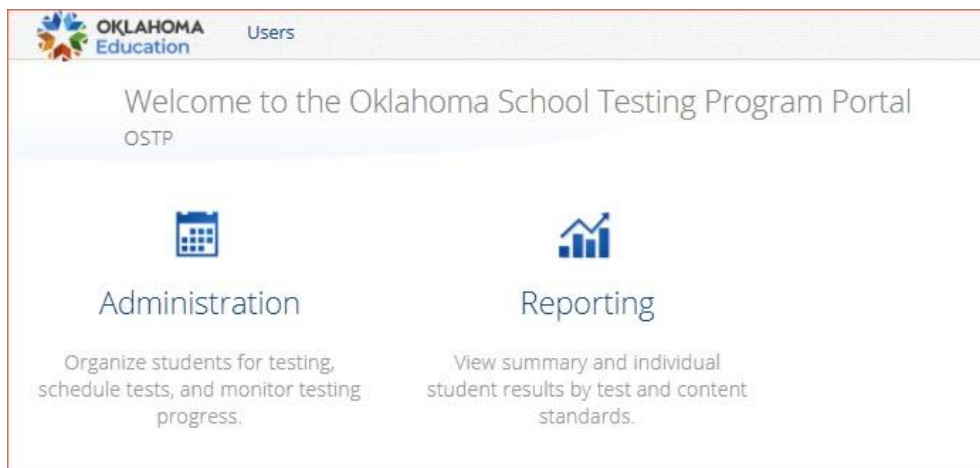 OKLAHOMA
Education
Users
Welcome to the Oklahoma School Testing Program Portal
OSTP
Administration
Organize students for testing,
schedule tests, and monitor testing
progress.
Reporting
View summary and individual
student results by test and content
standards.